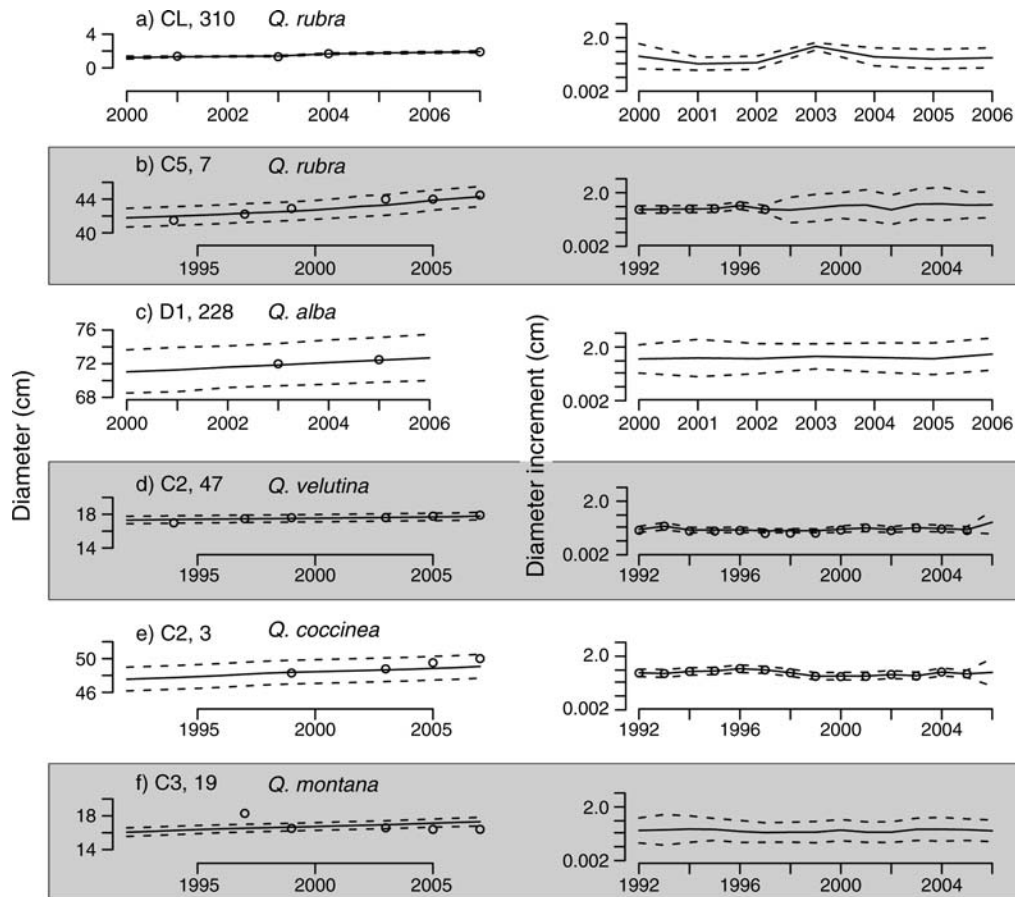 a) CL, 310 Q. rubra
4
0
2000 2002 2004 2006
2.0
0.002
2000 2001 2002 2003 2004 2005 2006
b) C5, 7 Q. rubra
44
40
1995 2000 2005
2.0
0.002
1992 1996 2000 2004
c) D1, 228 Q. alba
76
72
68
2000 2002 2004 2006
2.0
0.002
2000 2001 2002 2003 2004 2005 2006
d) C2, 47 Q. velutina
18
14
1995 2000 2005
2.0
0.002
1992 1996 2000 2004
e) C2, 3 Q. coccinea
50
46
1995 2000 2005
2.0
0.002
1992 1996 2000 2004
f) C3, 19 Q. montana
18
14
1995 2000 2005
2.0
0.002
1992 1996 2000 2004
Diameter (cm)
Diameter increment (cm)